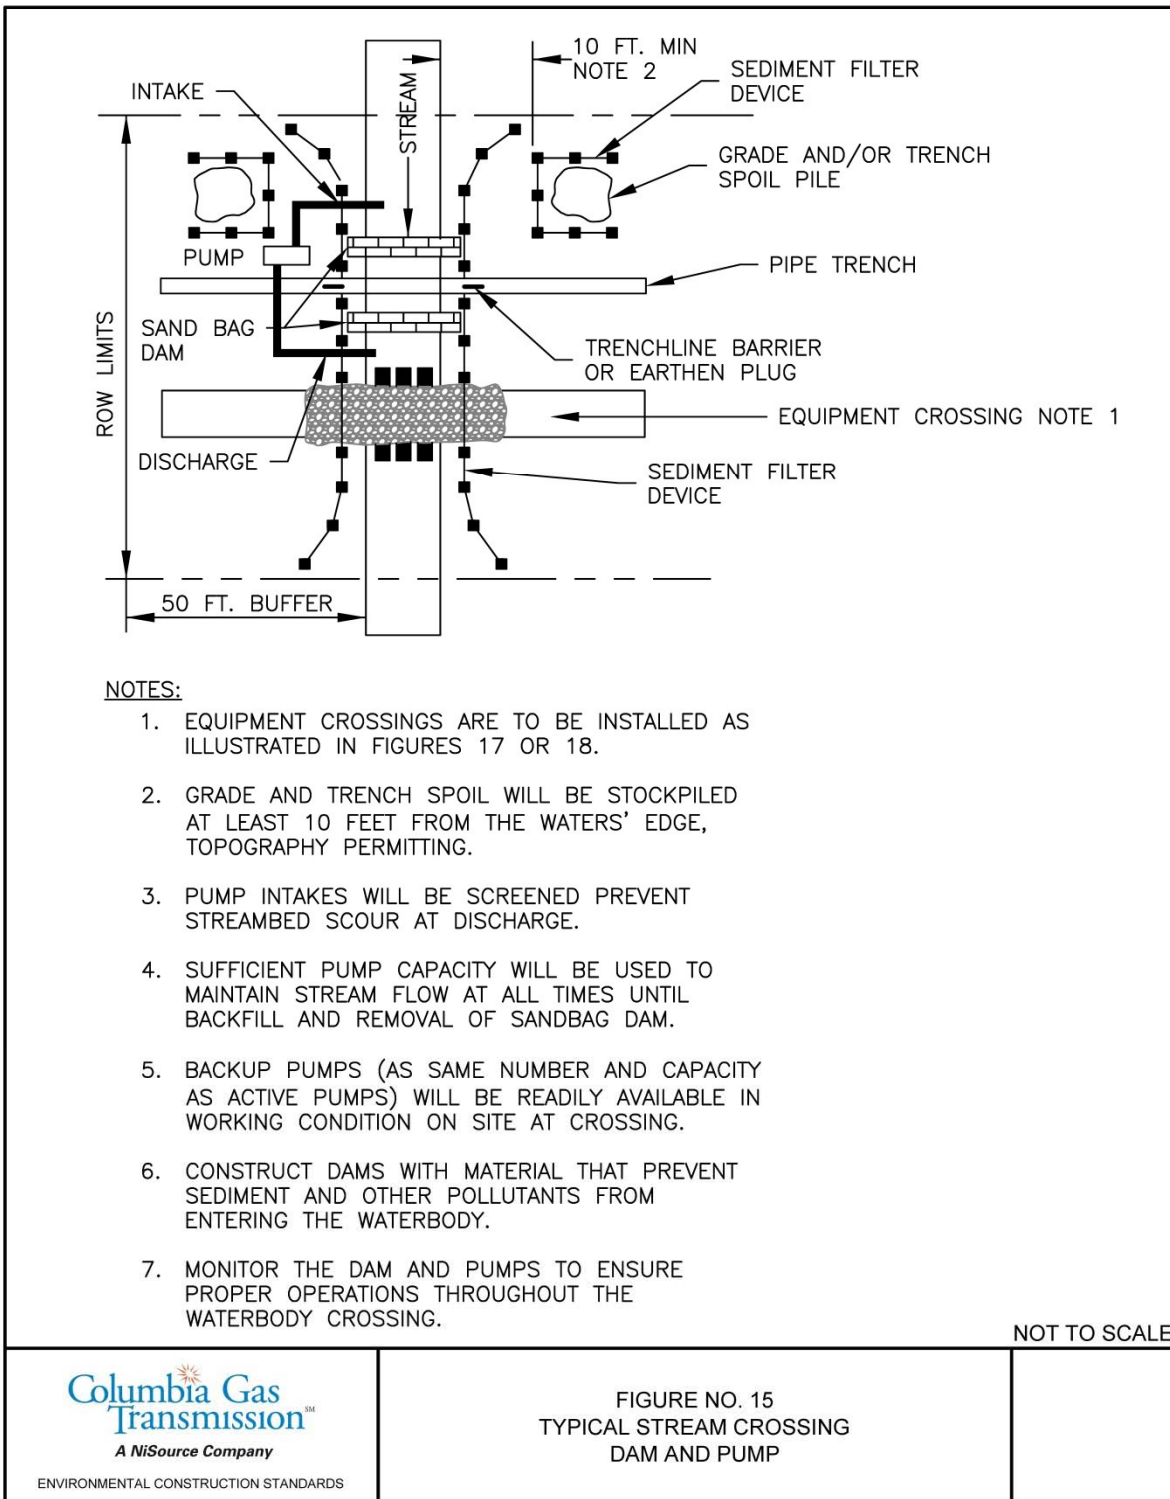 10 FT. MIN
NOTE 2
SEDIMENT FILTER
DEVICE
INTAKE
STREAM
GRADE AND/OR TRENCH
SPOIL PILE
PUMP
PIPE TRENCH
SAND BAG
DAM
ROW LIMITS
TRENCHLINE BARRIER
OR EARTHEN PLUG
EQUIPMENT CROSSING NOTE 1
DISCHARGE
SEDIMENT FILTER
DEVICE
50 FT. BUFFER
NOTES:
1. EQUIPMENT CROSSINGS ARE TO BE INSTALLED AS
ILLUSTRATED IN FIGURES 17 OR 18.
2. GRADE AND TRENCH SPOIL WILL BE STOCKPILED
AT LEAST 10 FEET FROM THE WATERS' EDGE,
TOPOGRAPHY PERMITTING.
3. PUMP INTAKES WILL BE SCREENED PREVENT
STREAMBED SCOUR AT DISCHARGE.
4. SUFFICIENT PUMP CAPACITY WILL BE USED TO
MAINTAIN STREAM FLOW AT ALL TIMES UNTIL
BACKFILL AND REMOVAL OF SANDBAG DAM.
5. BACKUP PUMPS (AS SAME NUMBER AND CAPACITY
AS ACTIVE PUMPS) WILL BE READILY AVAILABLE IN
WORKING CONDITION ON SITE AT CROSSING.
6. CONSTRUCT DAMS WITH MATERIAL THAT PREVENT
SEDIMENT AND OTHER POLLUTANTS FROM
ENTERING THE WATERBODY.
7. MONITOR THE DAM AND PUMPS TO ENSURE
PROPER OPERATIONS THROUGHOUT THE
WATERBODY CROSSING.
NOT TO SCALE
Columbia Gas
Transmission℠
A NiSource Company
ENVIRONMENTAL CONSTRUCTION STANDARDS
FIGURE NO. 15
TYPICAL STREAM CROSSING
DAM AND PUMP